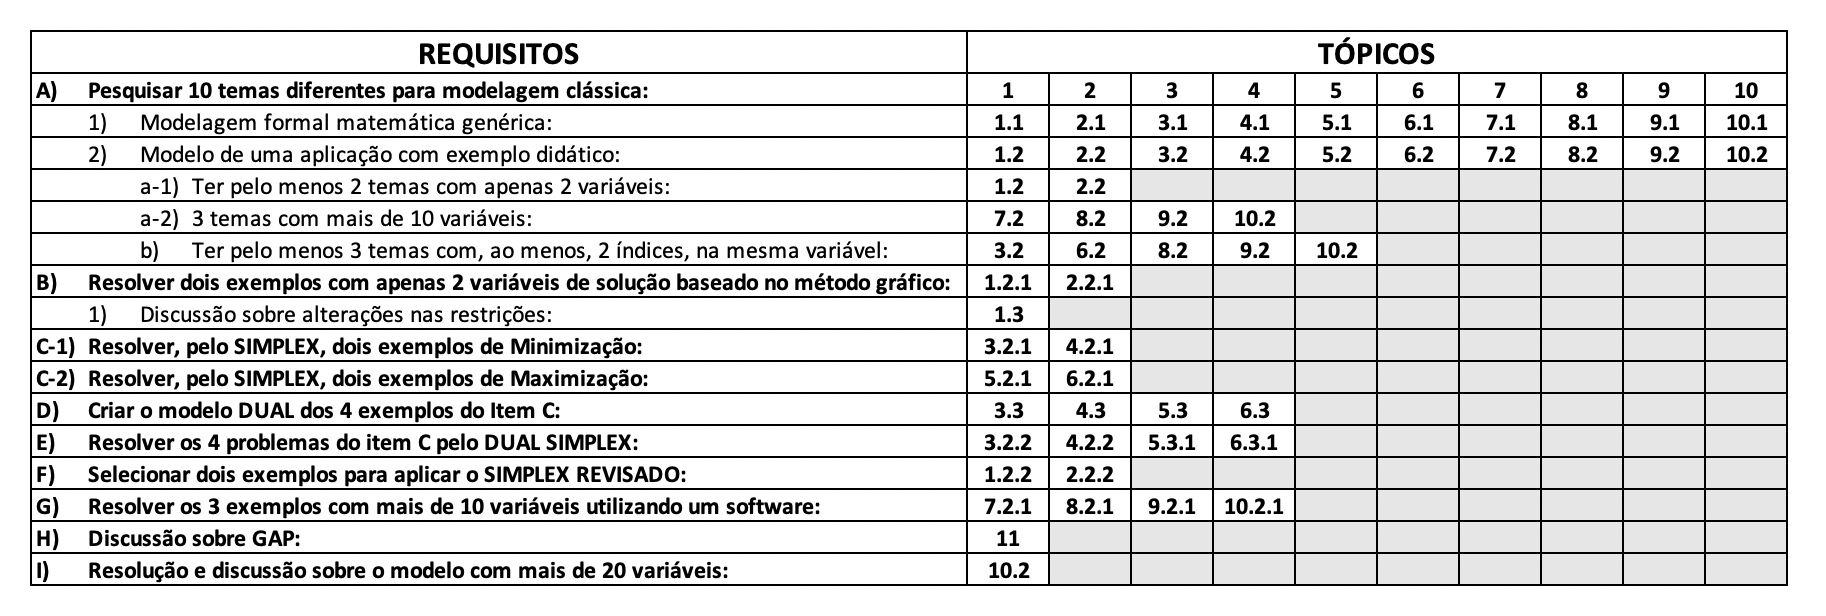 REQUISITOS TÓPICOS
A) Pesquisar 10 temas diferentes para modelagem clássica: 1 2 3 4 5 6 7 8 9 10
1) Modelagem formal matemática genérica: 1.1 2.1 3.1 4.1 5.1 6.1 7.1 8.1 9.1 10.1
2) Modelo de uma aplicação com exemplo didático: 1.2 2.2 3.2 4.2 5.2 6.2 7.2 8.2 9.2 10.2
a-1) Ter pelo menos 2 temas com apenas 2 variáveis: 1.2 2.2
a-2) 3 temas com mais de 10 variáveis: 7.2 8.2 9.2 10.2
b) Ter pelo menos 3 temas com, ao menos, 2 índices, na mesma variável: 3.2 6.2 8.2 9.2 10.2
B) Resolver dois exemplos com apenas 2 variáveis de solução baseado no método gráfico: 1.2.1 2.2.1
1) Discussão sobre alterações nas restrições: 1.3
C-1) Resolver, pelo SIMPLEX, dois exemplos de Minimização: 3.2.1 4.2.1
C-2) Resolver, pelo SIMPLEX, dois exemplos de Maximização: 5.2.1 6.2.1
D) Criar o modelo DUAL dos 4 exemplos do Item C: 3.3 4.3 5.3 6.3
E) Resolver os 4 problemas do item C pelo DUAL SIMPLEX: 3.2.2 4.2.2 5.3.1 6.3.1
F) Selecionar dois exemplos para aplicar o SIMPLEX REVISADO: 1.2.2 2.2.2
G) Resolver os 3 exemplos com mais de 10 variáveis utilizando um software: 7.2.1 8.2.1 9.2.1 10.2.1
H) Discussão sobre GAP: 11
I) Resolução e discussão sobre o modelo com mais de 20 variáveis: 10.2